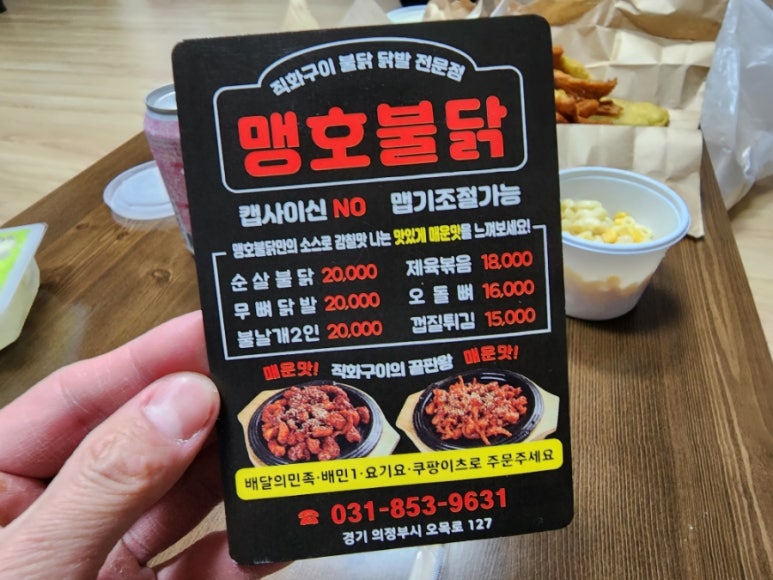 직화구이 불닭 닭발 전문점
맹호불닭
캡사이신 NO 맵기조절가능
맹호불닭만의 소스로 감칠맛 나는 맛있게 매운맛을 느껴보세요!
순살불닭 20,000 제육볶음 18,000
무뼈닭발 20,000 오돌뼈 16,000
불날개2인 20,000 껍질튀김 15,000
매운맛! 직화구이의 끝판왕 매운맛!
배달의민족·배민1·요기요·쿠팡이츠로 주문주세요
☎ 031-853-9631
경기 의정부시 오목로 127